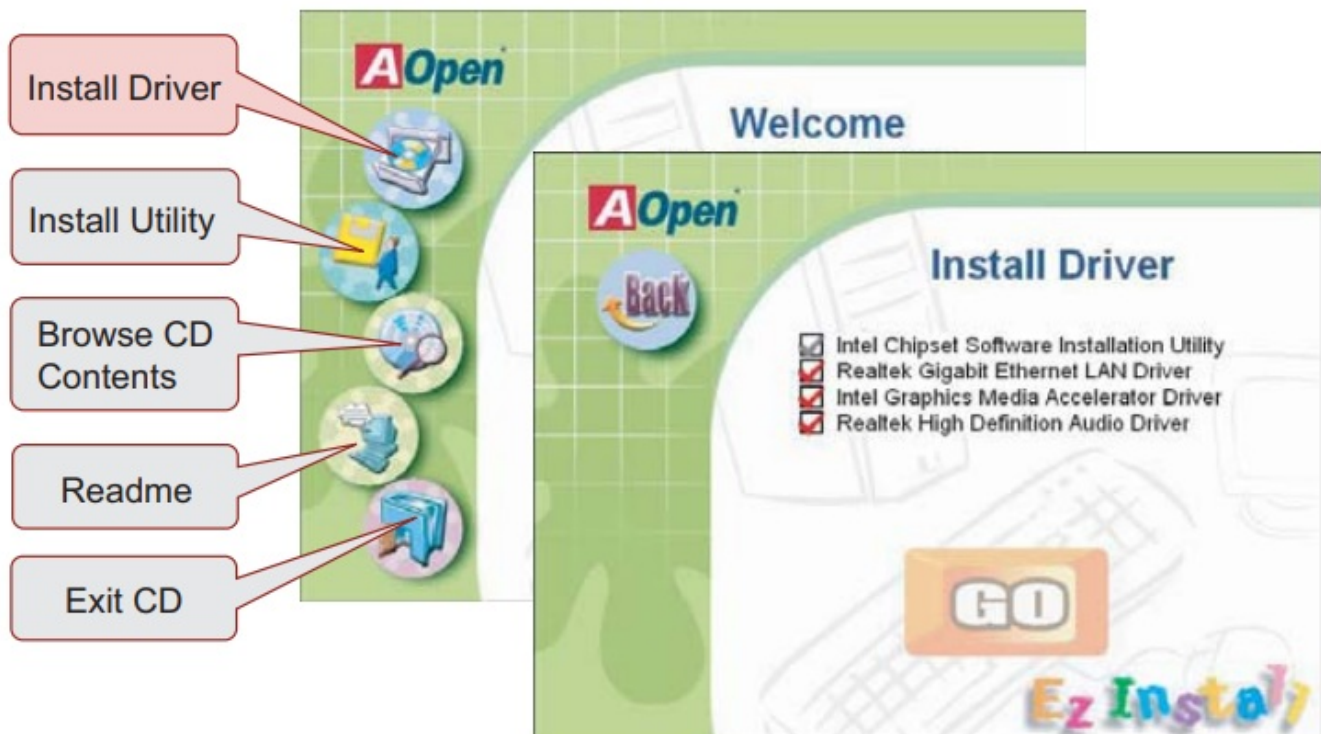 Install Driver
Install Utility
Browse CD
Contents
Readme
Exit CD
AOpen
Welcome
AOpen
Back
Install Driver
Intel Chipset Software Installation Utility
Realtek Gigabit Ethernet LAN Driver
Intel Graphics Media Accelerator Driver
Realtek High Definition Audio Driver
GO
Ez Install